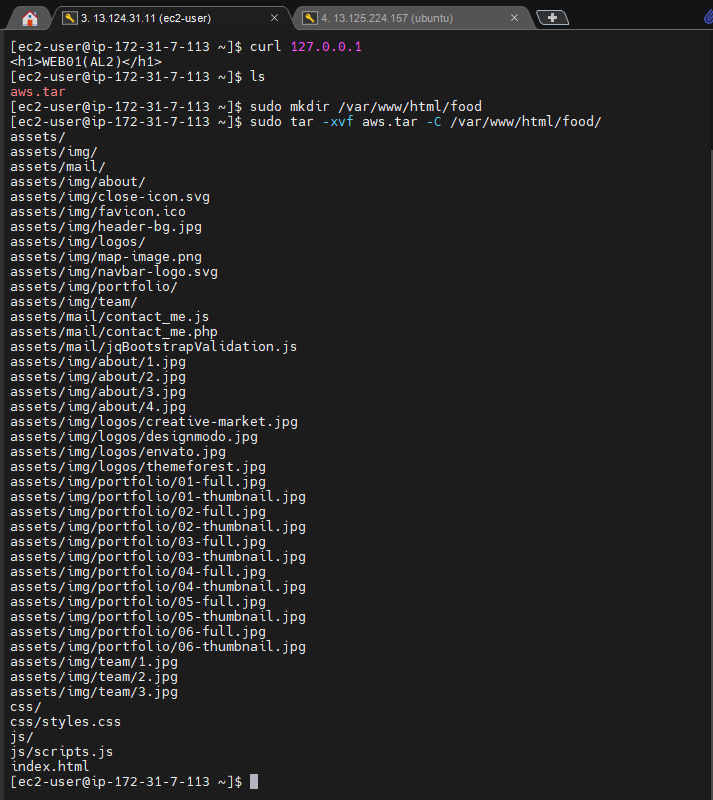 3. 13.124.31.11 (ec2-user)
4. 13.125.224.157 (ubuntu)
[ec2-user@ip-172-31-7-113 ~]$ curl 127.0.0.1
<h1>WEB01(AL2)</h1>
[ec2-user@ip-172-31-7-113 ~]$ ls
aws.tar
[ec2-user@ip-172-31-7-113 ~]$ sudo mkdir /var/www/html/food
[ec2-user@ip-172-31-7-113 ~]$ sudo tar -xvf aws.tar -C /var/www/html/food/
assets/
assets/img/
assets/mail/
assets/img/about/
assets/img/close-icon.svg
assets/img/favicon.ico
assets/img/header-bg.jpg
assets/img/logos/
assets/img/map-image.png
assets/img/navbar-logo.svg
assets/img/portfolio/
assets/img/team/
assets/mail/contact_me.js
assets/mail/contact_me.php
assets/mail/jqBootstrapValidation.js
assets/img/about/1.jpg
assets/img/about/2.jpg
assets/img/about/3.jpg
assets/img/about/4.jpg
assets/img/logos/creative-market.jpg
assets/img/logos/designmodo.jpg
assets/img/logos/envato.jpg
assets/img/logos/themeforest.jpg
assets/img/portfolio/01-full.jpg
assets/img/portfolio/01-thumbnail.jpg
assets/img/portfolio/02-full.jpg
assets/img/portfolio/02-thumbnail.jpg
assets/img/portfolio/03-full.jpg
assets/img/portfolio/03-thumbnail.jpg
assets/img/portfolio/04-full.jpg
assets/img/portfolio/04-thumbnail.jpg
assets/img/portfolio/05-full.jpg
assets/img/portfolio/05-thumbnail.jpg
assets/img/portfolio/06-full.jpg
assets/img/portfolio/06-thumbnail.jpg
assets/img/team/1.jpg
assets/img/team/2.jpg
assets/img/team/3.jpg
css/
css/styles.css
js/
js/scripts.js
index.html
[ec2-user@ip-172-31-7-113 ~]$